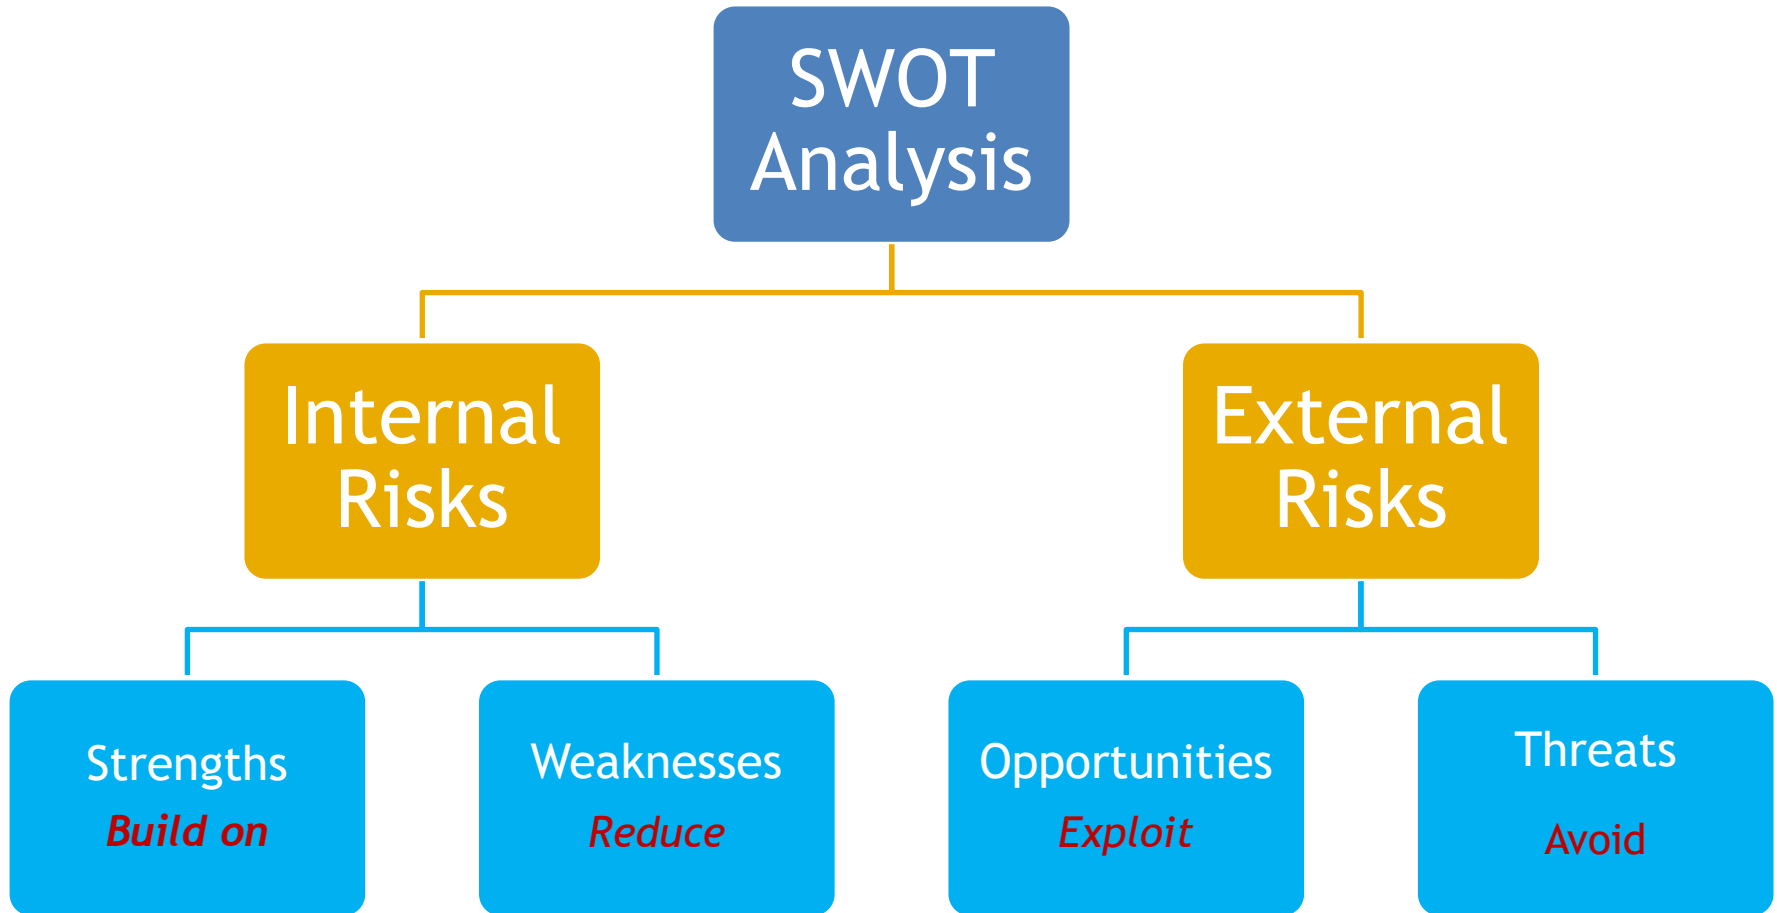 SWOT
Analysis
Internal
Risks
External
Risks
Strengths
Build on
Weaknesses
Reduce
Opportunities
Exploit
Threats
Avoid